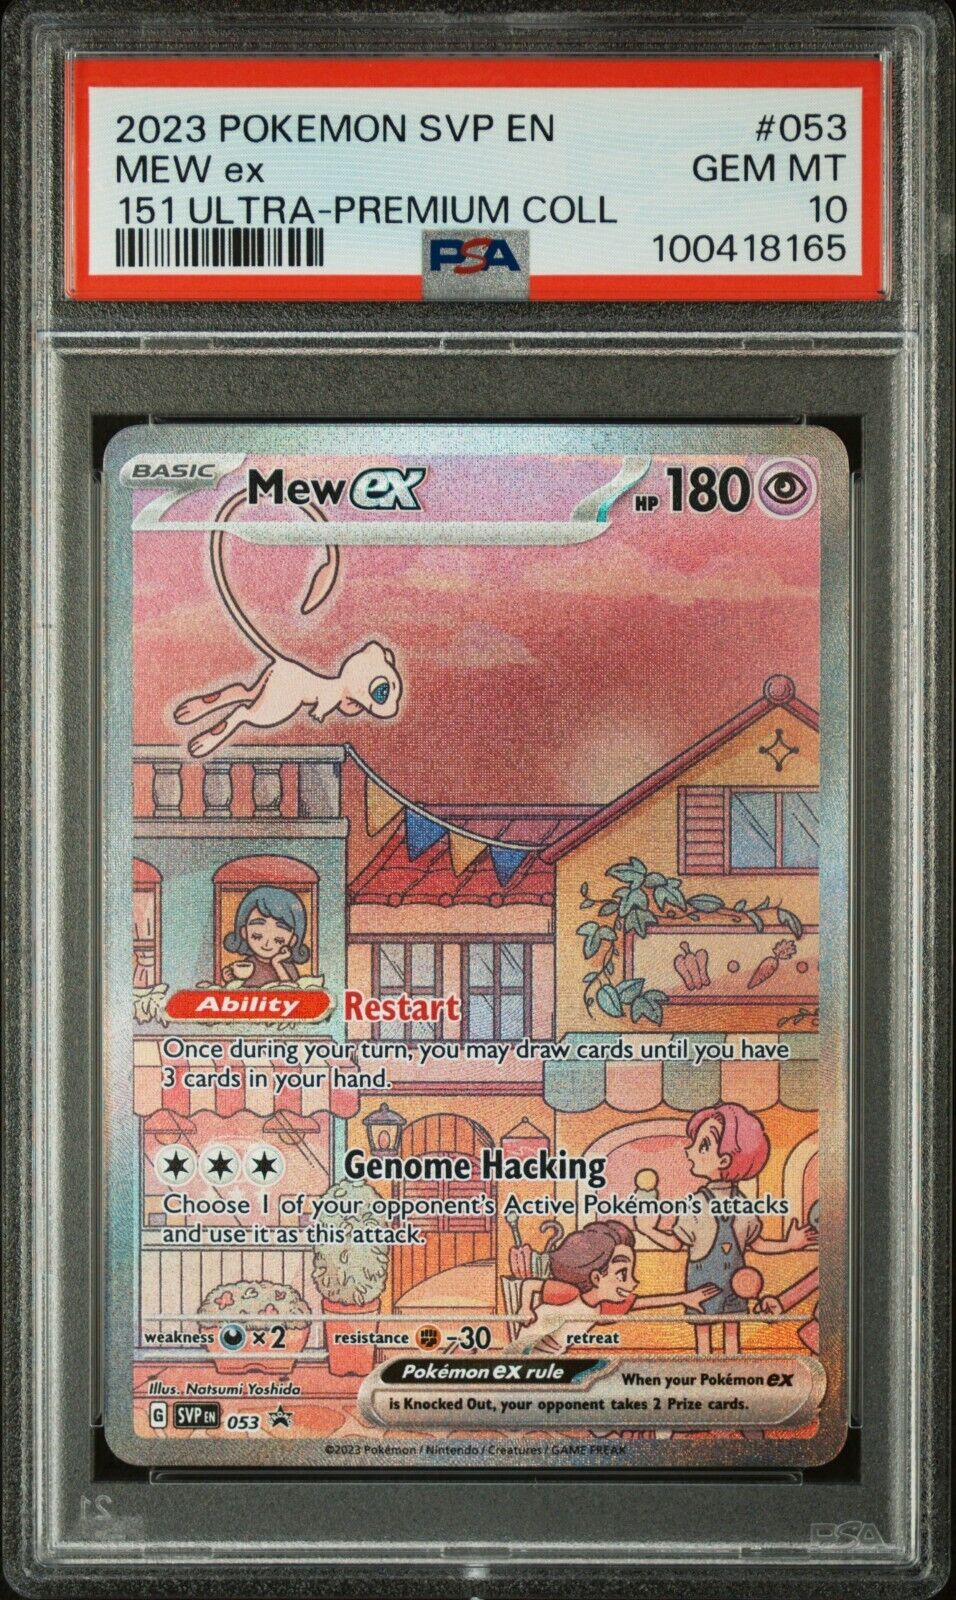 2023 POKEMON SVP EN #053
MEW ex GEM MT
151 ULTRA-PREMIUM COLL 10
PSA 100418165
BASIC Mew ex HP 180
Ability Restart
Once during your turn, you may draw cards until you have
3 cards in your hand.
Genome Hacking
Choose 1 of your opponent's Active Pokémon's attacks
and use it as this attack.
weakness ×2 resistance -30 retreat
Pokémon ex rule When your Pokémon ex
is Knocked Out, your opponent takes 2 Prize cards.
Illus. Natsumi Yoshida
G SVP EN 053
©2023 Pokémon / Nintendo / Creatures / GAME FREAK
21
PSA